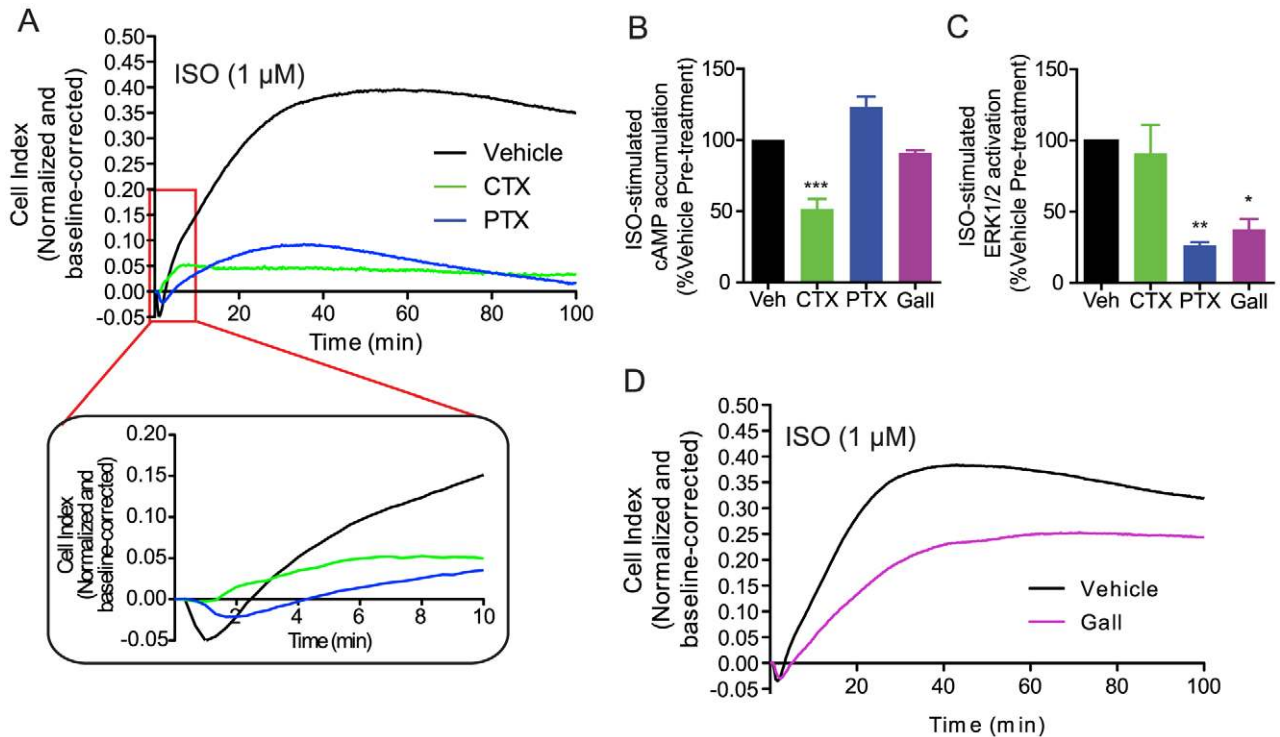 A
Cell Index
(Normalized and
baseline-corrected)
0.50
0.45
0.40
0.35
0.30
0.25
0.20
0.15
0.10
0.05
0.00
-0.05
ISO (1 µM)
Vehicle
CTX
PTX
20
40
60
80
100
Time (min)
Cell Index
(Normalized and
baseline-corrected)
0.20
0.15
0.10
0.05
0.00
-0.05
2
4
6
8
10
Time (min)
B
ISO-stimulated
cAMP accumulation
(%Vehicle Pre-treatment)
150
100
50
0
***
Veh CTX PTX Gall
C
ISO-stimulated
ERK1/2 activation
(%Vehicle Pre-treatment)
150
100
50
0
**
*
Veh CTX PTX Gall
D
Cell Index
(Normalized and
baseline-corrected)
0.50
0.45
0.40
0.35
0.30
0.25
0.20
0.15
0.10
0.05
0.00
-0.05
ISO (1 µM)
Vehicle
Gall
20
40
60
80
100
Time (min)